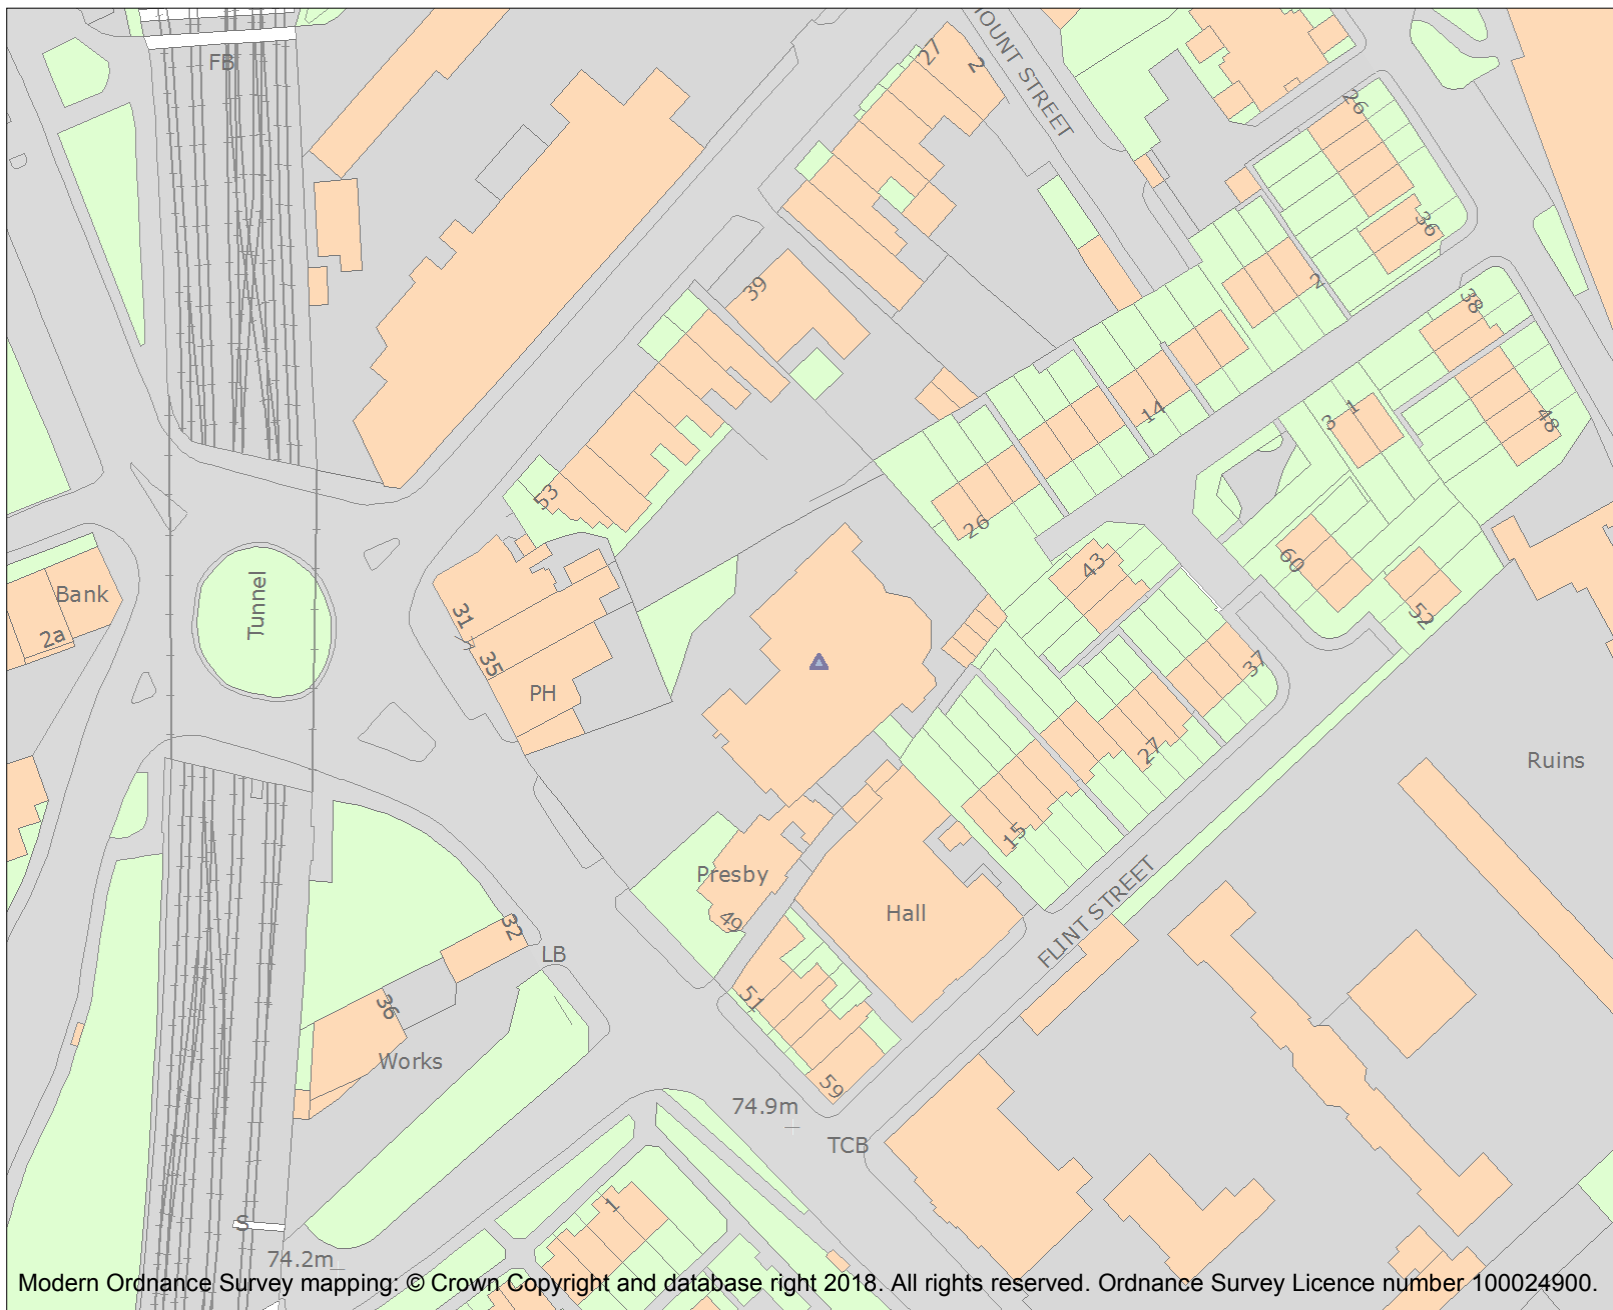 FB
27
2
OUNT STREET
26
36
2
39
38
14
1
3
48
53
26
43
60
52
Bank
2a
Tunnel
31
35
PH
37
27
15
Ruins
Presby
49
Hall
FLINT STREET
32
LB
36
Works
51
59
74.9m
TCB
1
S
74.2m
Modern Ordnance Survey mapping: © Crown Copyright and database right 2018. All rights reserved. Ordnance Survey Licence number 100024900.